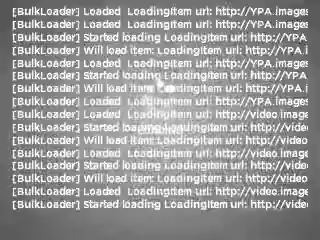 [BulkLoader] Loaded LoadingItem url: http://YPA.images
[BulkLoader] Loaded LoadingItem url: http://YPA.images
[BulkLoader] Started loading LoadingItem url: http://YPA
[BulkLoader] Will load item: LoadingItem url: http://YPA.i
[BulkLoader] Loaded LoadingItem url: http://YPA.images
[BulkLoader] Started loading LoadingItem url: http://YPA
[BulkLoader] Will load item: LoadingItem url: http://YPA.i
[BulkLoader] Loaded LoadingItem url: http://YPA.images
[BulkLoader] Loaded LoadingItem url: http://video.image
[BulkLoader] Started loading LoadingItem url: http://vide
[BulkLoader] Will load item: LoadingItem url: http://video
[BulkLoader] Loaded LoadingItem url: http://video.image
[BulkLoader] Started loading LoadingItem url: http://vide
[BulkLoader] Will load item: LoadingItem url: http://video
[BulkLoader] Loaded LoadingItem url: http://video.image
[BulkLoader] Started loading LoadingItem url: http://vide